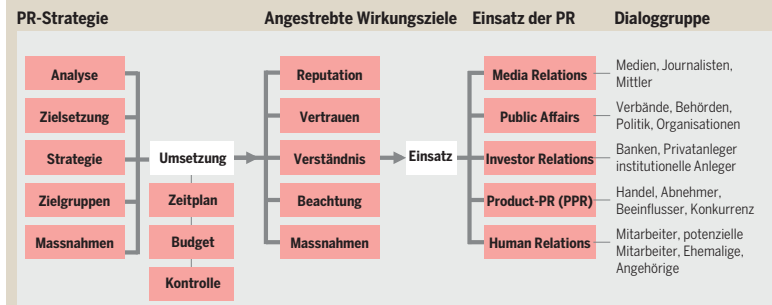 PR-Strategie
Angestrebte Wirkungsziele
Einsatz der PR
Dialoggruppe
Analyse
Zielsetzung
Strategie
Zielgruppen
Massnahmen
Umsetzung
Zeitplan
Budget
Kontrolle
Reputation
Vertrauen
Verständnis
Beachtung
Massnahmen
Einsatz
Media Relations
Medien, Journalisten,
Mittler
Public Affairs
Verbände, Behörden,
Politik, Organisationen
Investor Relations
Banken, Privatanleger
institutionelle Anleger
Product-PR (PPR)
Handel, Abnehmer,
Beeinflusser, Konkurrenz
Human Relations
Mitarbeiter, potenzielle
Mitarbeiter, Ehemalige,
Angehörige